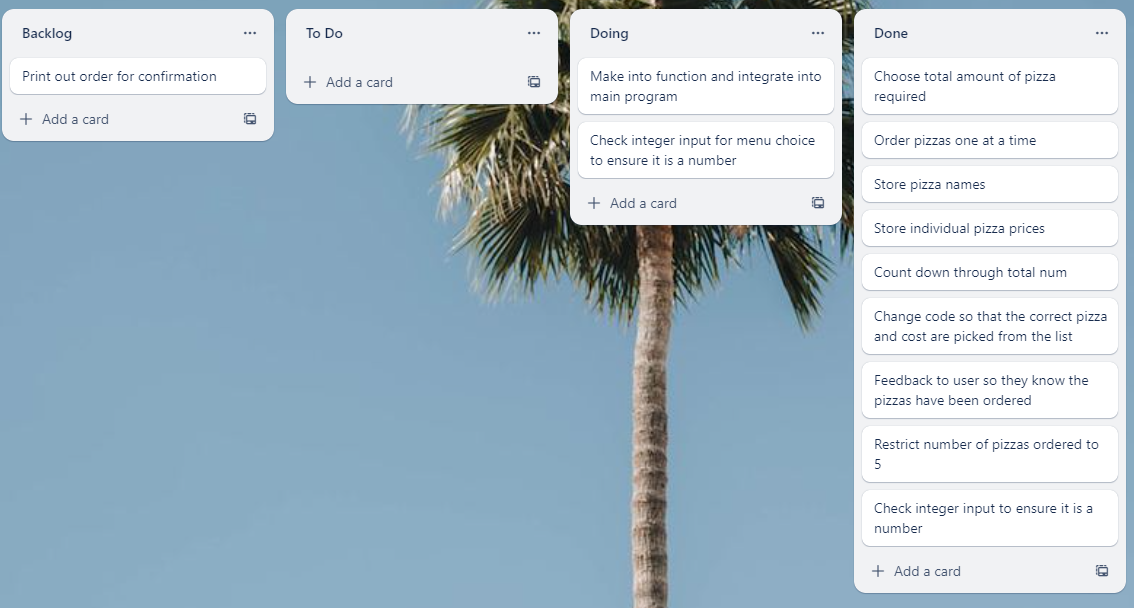 Backlog
Print out order for confirmation
Add a card
To Do
Add a card
Doing
Make into function and integrate into
main program
Check integer input for menu choice
to ensure it is a number
Add a card
Done
Choose total amount of pizza
required
Order pizzas one at a time
Store pizza names
Store individual pizza prices
Count down through total num
Change code so that the correct pizza
and cost are picked from the list
Feedback to user so they know the
pizzas have been ordered
Restrict number of pizzas ordered to
5
Check integer input to ensure it is a
number
Add a card